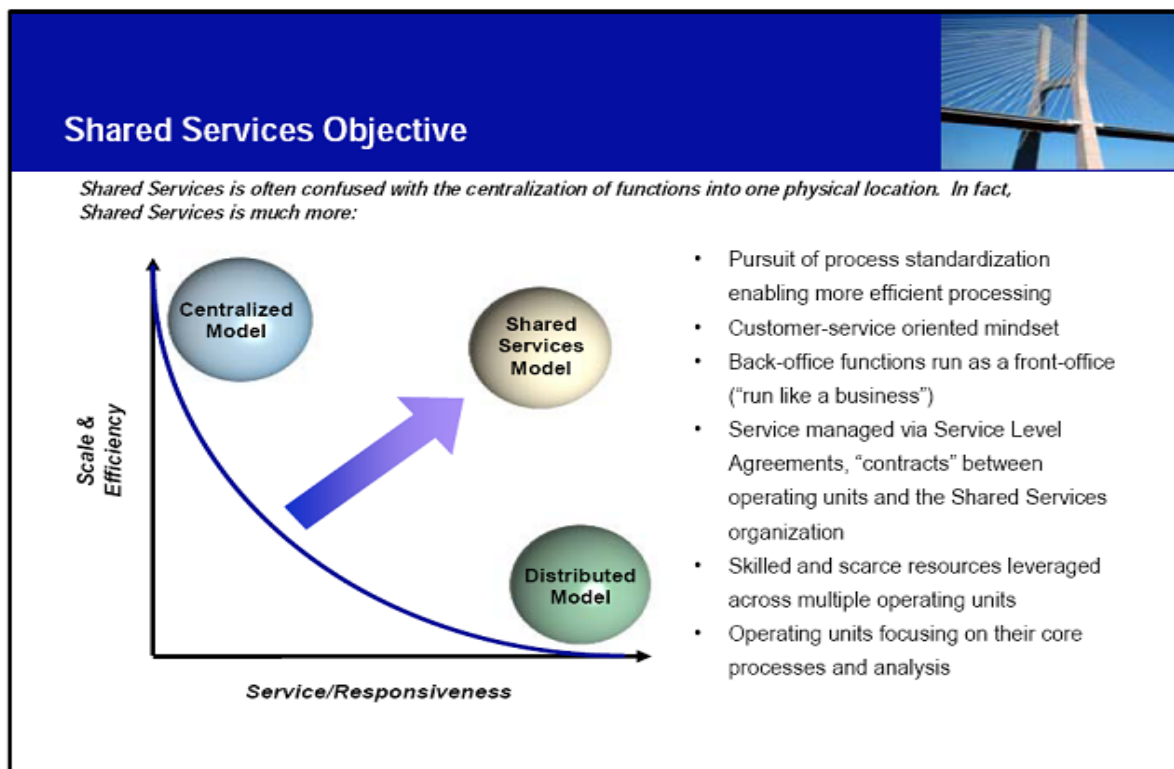 Shared Services Objective
Shared Services is often confused with the centralization of functions into one physical location. In fact,
Shared Services is much more:
Centralized
Model
Shared
Services
Model
Distributed
Model
Scale &
Efficiency
Service/Responsiveness
• Pursuit of process standardization
enabling more efficient processing
• Customer-service oriented mindset
• Back-office functions run as a front-office
(“run like a business”)
• Service managed via Service Level
Agreements, “contracts” between
operating units and the Shared Services
organization
• Skilled and scarce resources leveraged
across multiple operating units
• Operating units focusing on their core
processes and analysis